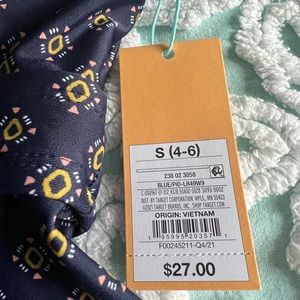 S (4-6)
238 02 3058
BLUE/PID-LR49W9
DIST. BY TARGET CORPORATION, MPLS, MN 55403
©2021 TARGET BRANDS, INC. SHOP TARGET.COM
ORIGIN: VIETNAM
F00245211-Q4/21
$27.00